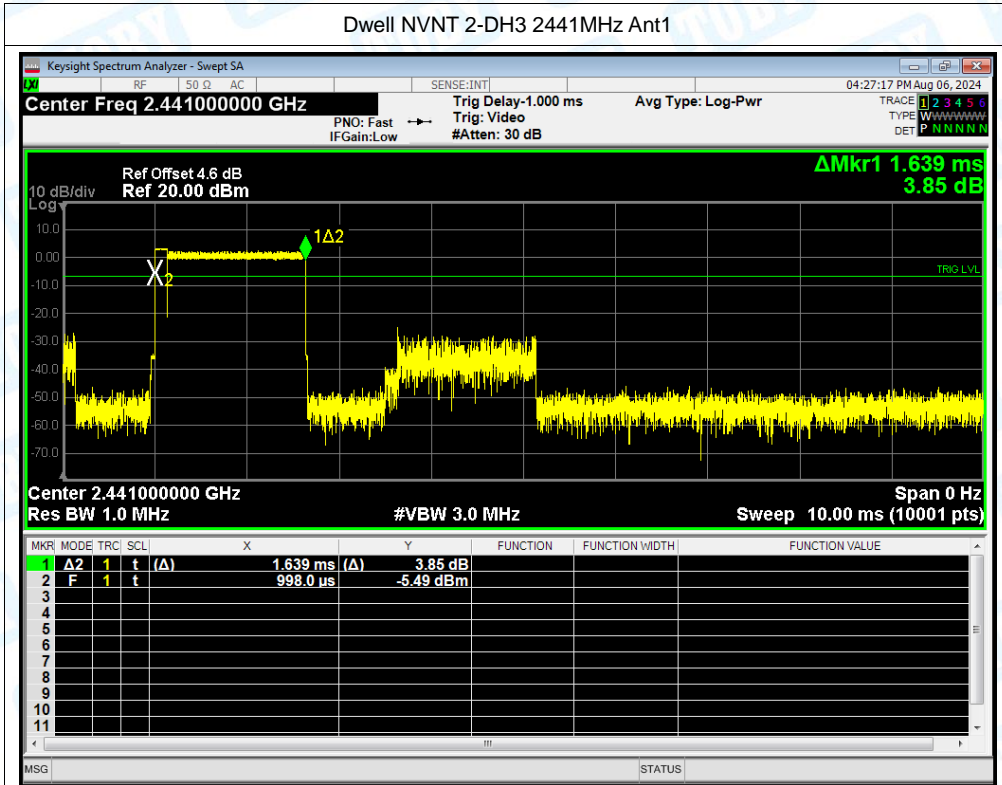 Dwell NVNT 2-DH3 2441MHz Ant1
Keysight Spectrum Analyzer - Swept SA
LXI RF 50 Ω AC SENSE:INT 04:27:17 PM Aug 06, 2024
Center Freq 2.441000000 GHz
Trig Delay-1.000 ms Avg Type: Log-Pwr TRACE 1 2 3 4 5 6
PNO: Fast Trig: Video TYPE WWWWWW
IFGain:Low #Atten: 30 dB DET P N N N N N
ΔMkr1 1.639 ms
3.85 dB
Ref Offset 4.6 dB
10 dB/div Ref 20.00 dBm
Log
10.0
1Δ2
0.00
TRIG LVL
X2
-10.0
-20.0
-30.0
-40.0
-50.0
-60.0
-70.0
Center 2.441000000 GHz Span 0 Hz
Res BW 1.0 MHz #VBW 3.0 MHz Sweep 10.00 ms (10001 pts)
MKR MODE TRC SCL X Y FUNCTION FUNCTION WIDTH FUNCTION VALUE
1 Δ2 1 t (Δ) 1.639 ms (Δ) 3.85 dB
2 F 1 t 998.0 µs -5.49 dBm
3
4
5
6
7
8
9
10
11
MSG STATUS